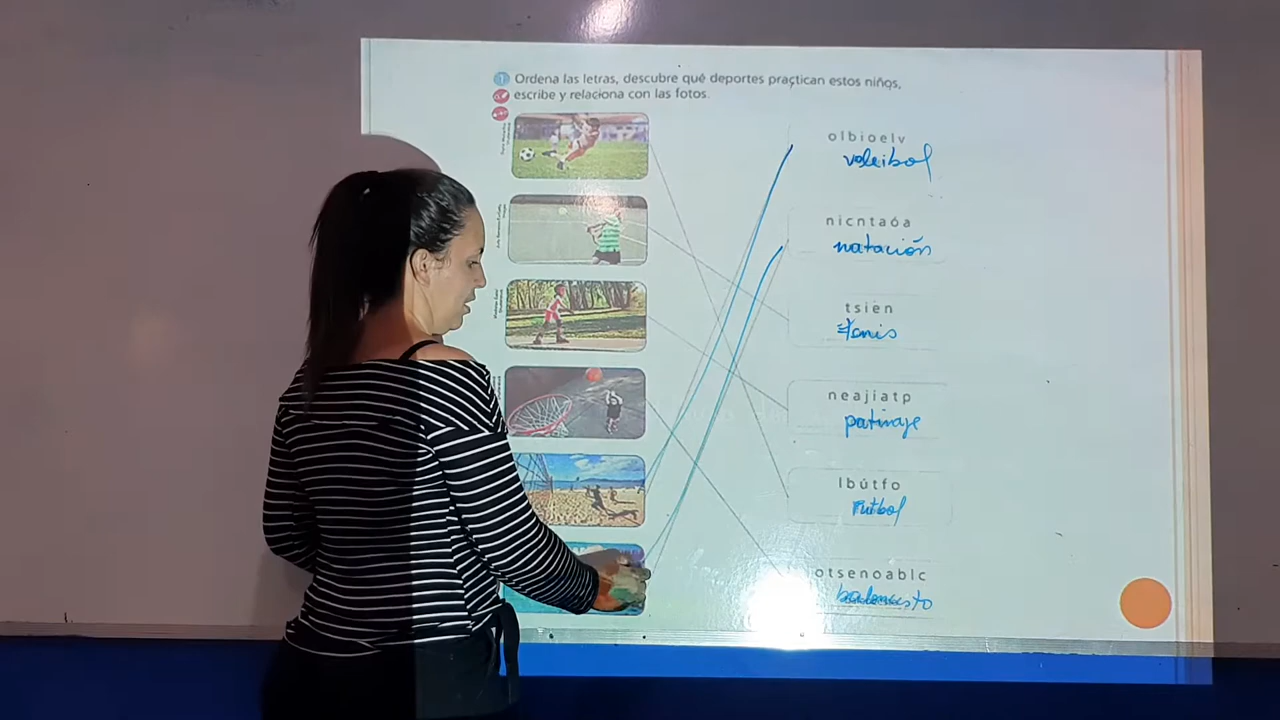 1 Ordena las letras, descubre qué deportes practican estos niños,
escribe y relaciona con las fotos.
olbioelv
voleibol
nicntaóa
natación
tsien
tenis
neajiatp
patinaje
lbútfo
Futbol
otsenoablc